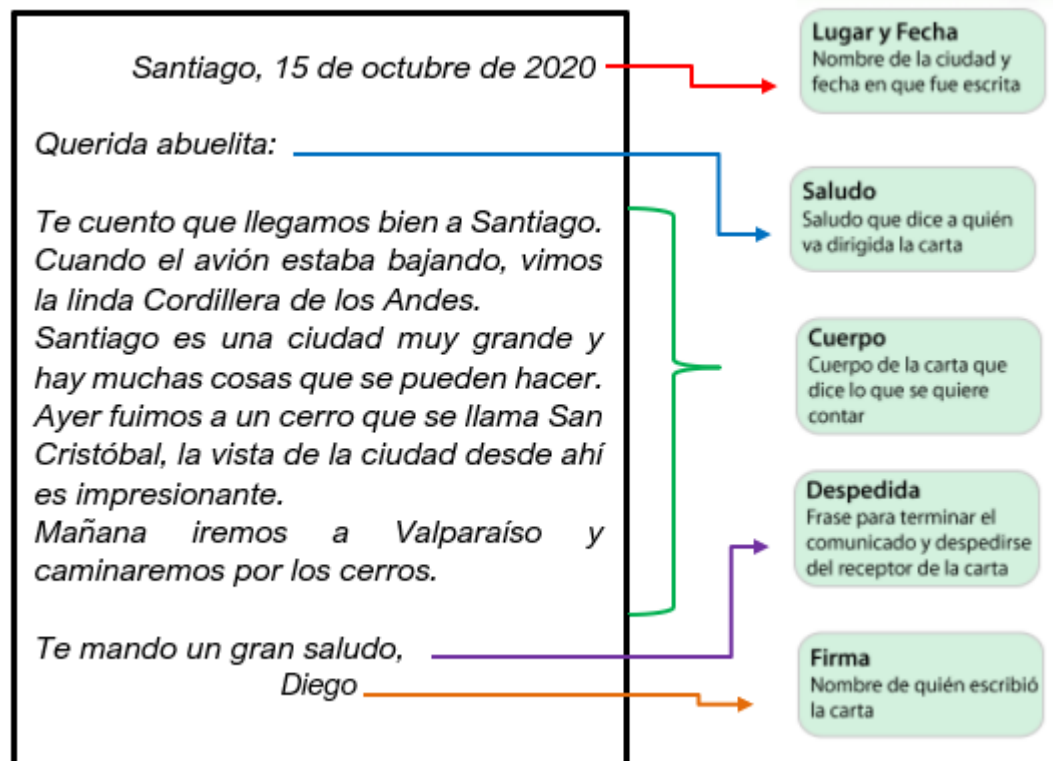 Santiago, 15 de octubre de 2020
Querida abuelita:
Te cuento que llegamos bien a Santiago.
Cuando el avión estaba bajando, vimos
la linda Cordillera de los Andes.
Santiago es una ciudad muy grande y
hay muchas cosas que se pueden hacer.
Ayer fuimos a un cerro que se llama San
Cristóbal, la vista de la ciudad desde ahí
es impresionante.
Mañana iremos a Valparaíso y
caminaremos por los cerros.
Te mando un gran saludo,
Diego
Lugar y Fecha
Nombre de la ciudad y
fecha en que fue escrita
Saludo
Saludo que dice a quién
va dirigida la carta
Cuerpo
Cuerpo de la carta que
dice lo que se quiere
contar
Despedida
Frase para terminar el
comunicado y despedirse
del receptor de la carta
Firma
Nombre de quién escribió
la carta